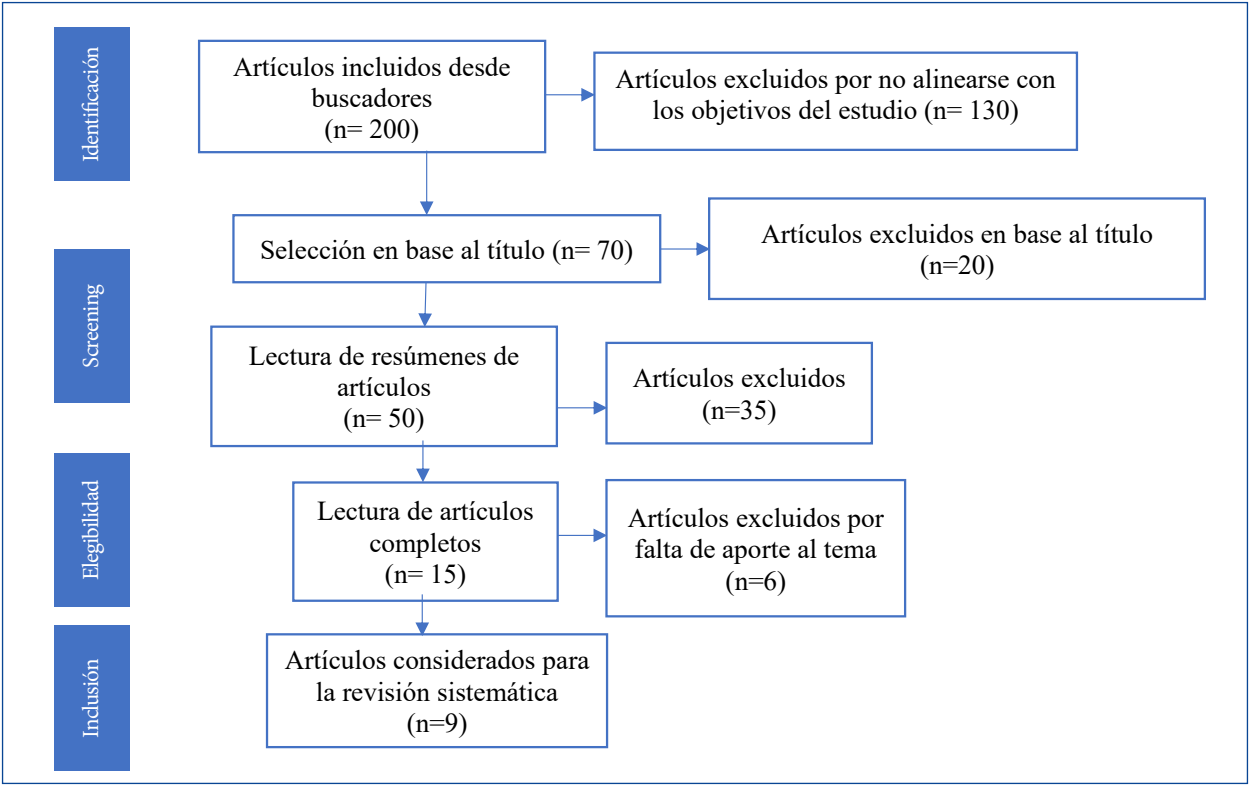 Identificación
Artículos incluidos desde
buscadores
(n= 200)
Artículos excluidos por no alinearse con
los objetivos del estudio (n= 130)
Screening
Selección en base al título (n= 70)
Artículos excluidos en base al título
(n=20)
Lectura de resúmenes de
artículos
(n= 50)
Artículos excluidos
(n=35)
Elegibilidad
Lectura de artículos
completos
(n= 15)
Artículos excluidos por
falta de aporte al tema
(n=6)
Inclusión
Artículos considerados para
la revisión sistemática
(n=9)